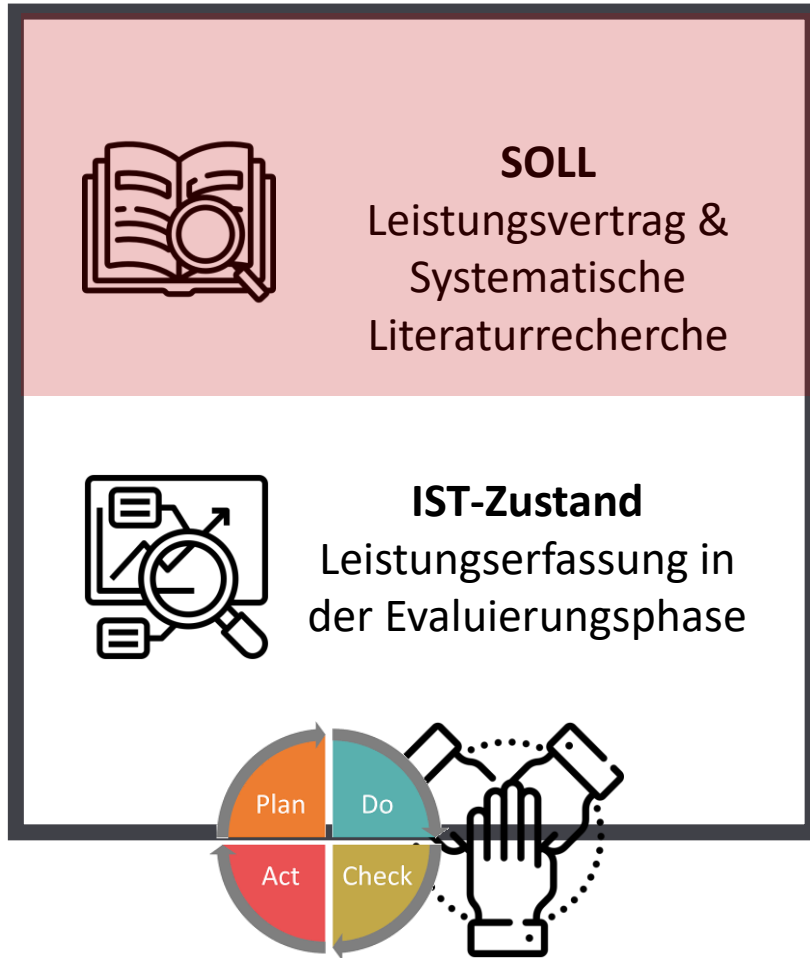 SOLL
Leistungsvertrag &
Systematische
Literaturrecherche
IST-Zustand
Leistungserfassung in
der Evaluierungsphase
Plan
Do
Act
Check